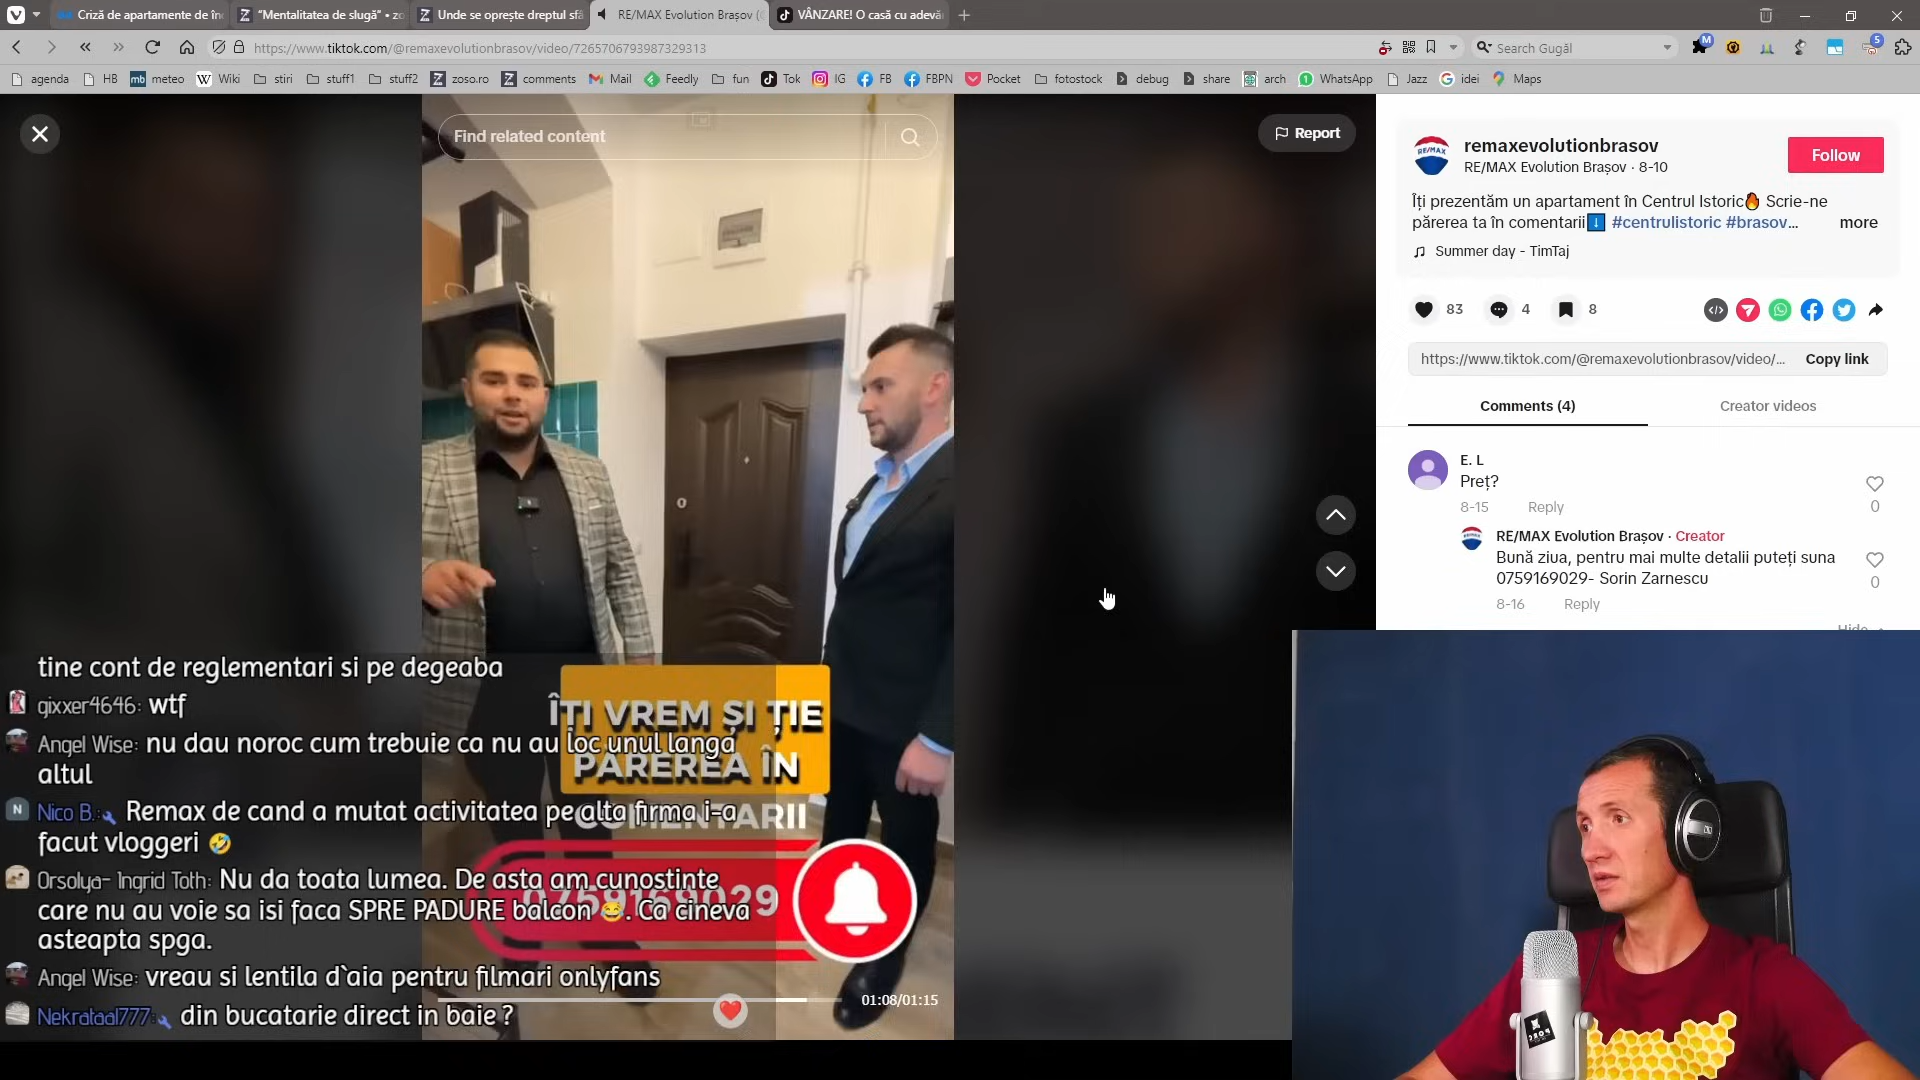 Criză de apartamente de în
"Mentalitatea de slugă" • zo
Unde se oprește dreptul sfâ
RE/MAX Evolution Brașov (
VÂNZARE! O casă cu adevă
https://www.tiktok.com/@remaxevolutionbrasov/video/7265706793987329313
Search Gugăl
M
5
agenda
HB
mb meteo
W Wiki
stiri
stuff1
stuff2
Z zoso.ro
Z comments
Mail
Feedly
fun
Tok
IG
FB
FBPN
Pocket
fotostock
debug
share
arch
WhatsApp
Jazz
idei
Maps
Find related content
Report
RE/MAX
remaxevolutionbrasov
RE/MAX Evolution Brașov · 8-10
Follow
Îți prezentăm un apartament în Centrul Istoric🔥 Scrie-ne
părerea ta în comentarii⬇️ #centrulistoric #brasov...
more
Summer day - TimTaj
83
4
8
https://www.tiktok.com/@remaxevolutionbrasov/video/...
Copy link
Comments (4)
Creator videos
E. L
Preț?
8-15
Reply
0
RE/MAX Evolution Brașov · Creator
Bună ziua, pentru mai multe detalii puteți suna
0759169029- Sorin Zarnescu
8-16
Reply
0
Hide
ÎȚI VREM ȘI ȚIE
PĂREREA ÎN
COMENTARII
0759169029
tine cont de reglementari si pe degeaba
gixxer4646: wtf
Angel Wise: nu dau noroc cum trebuie ca nu au loc unul langa
altul
N Nico B.: Remax de cand a mutat activitatea pe alta firma i-a
facut vloggeri 🤣
Orsolya- Ingrid Toth: Nu da toata lumea. De asta am cunostinte
care nu au voie sa isi faca SPRE PADURE balcon 😂. Ca cineva
asteapta spga.
Angel Wise: vreau si lentila d`aia pentru filmari onlyfans
Nekrataal777: din bucatarie direct in baie ?
01:08/01:15